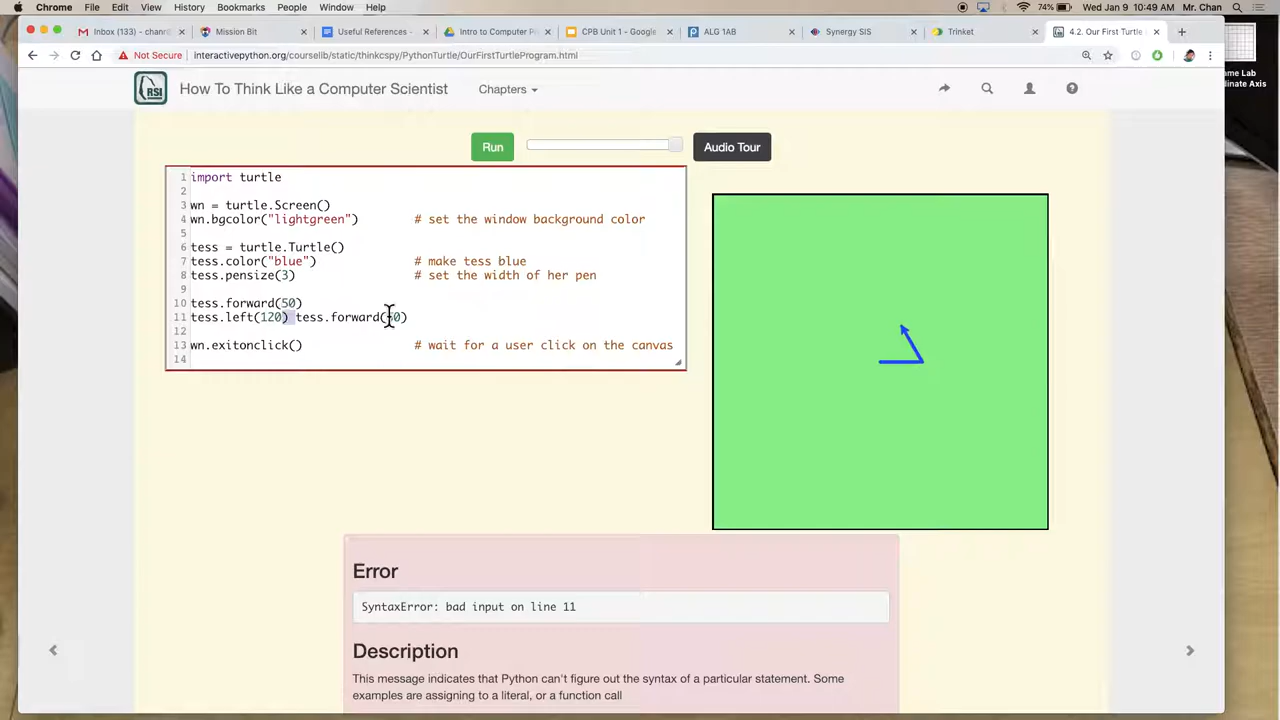 Chrome File Edit View History Bookmarks People Window Help 74% Wed Jan 9 10:49 AM Mr. Chan
Inbox (133) - chanr Mission Bit Useful References - Intro to Computer CPB Unit 1 - Google ALG 1AB Synergy SIS Trinket 4.2. Our First Turtle
Not Secure interactivepython.org/courselib/static/thinkcspy/PythonTurtle/OurFirstTurtleProgram.html
ame Lab
dinate Axis
RSI How To Think Like a Computer Scientist Chapters
Run Audio Tour
1 import turtle
2
3 wn = turtle.Screen()
4 wn.bgcolor("lightgreen") # set the window background color
5
6 tess = turtle.Turtle()
7 tess.color("blue") # make tess blue
8 tess.pensize(3) # set the width of her pen
9
10 tess.forward(50)
11 tess.left(120) tess.forward(50)
12
13 wn.exitonclick() # wait for a user click on the canvas
14
Error
SyntaxError: bad input on line 11
Description
This message indicates that Python can't figure out the syntax of a particular statement. Some
examples are assigning to a literal, or a function call